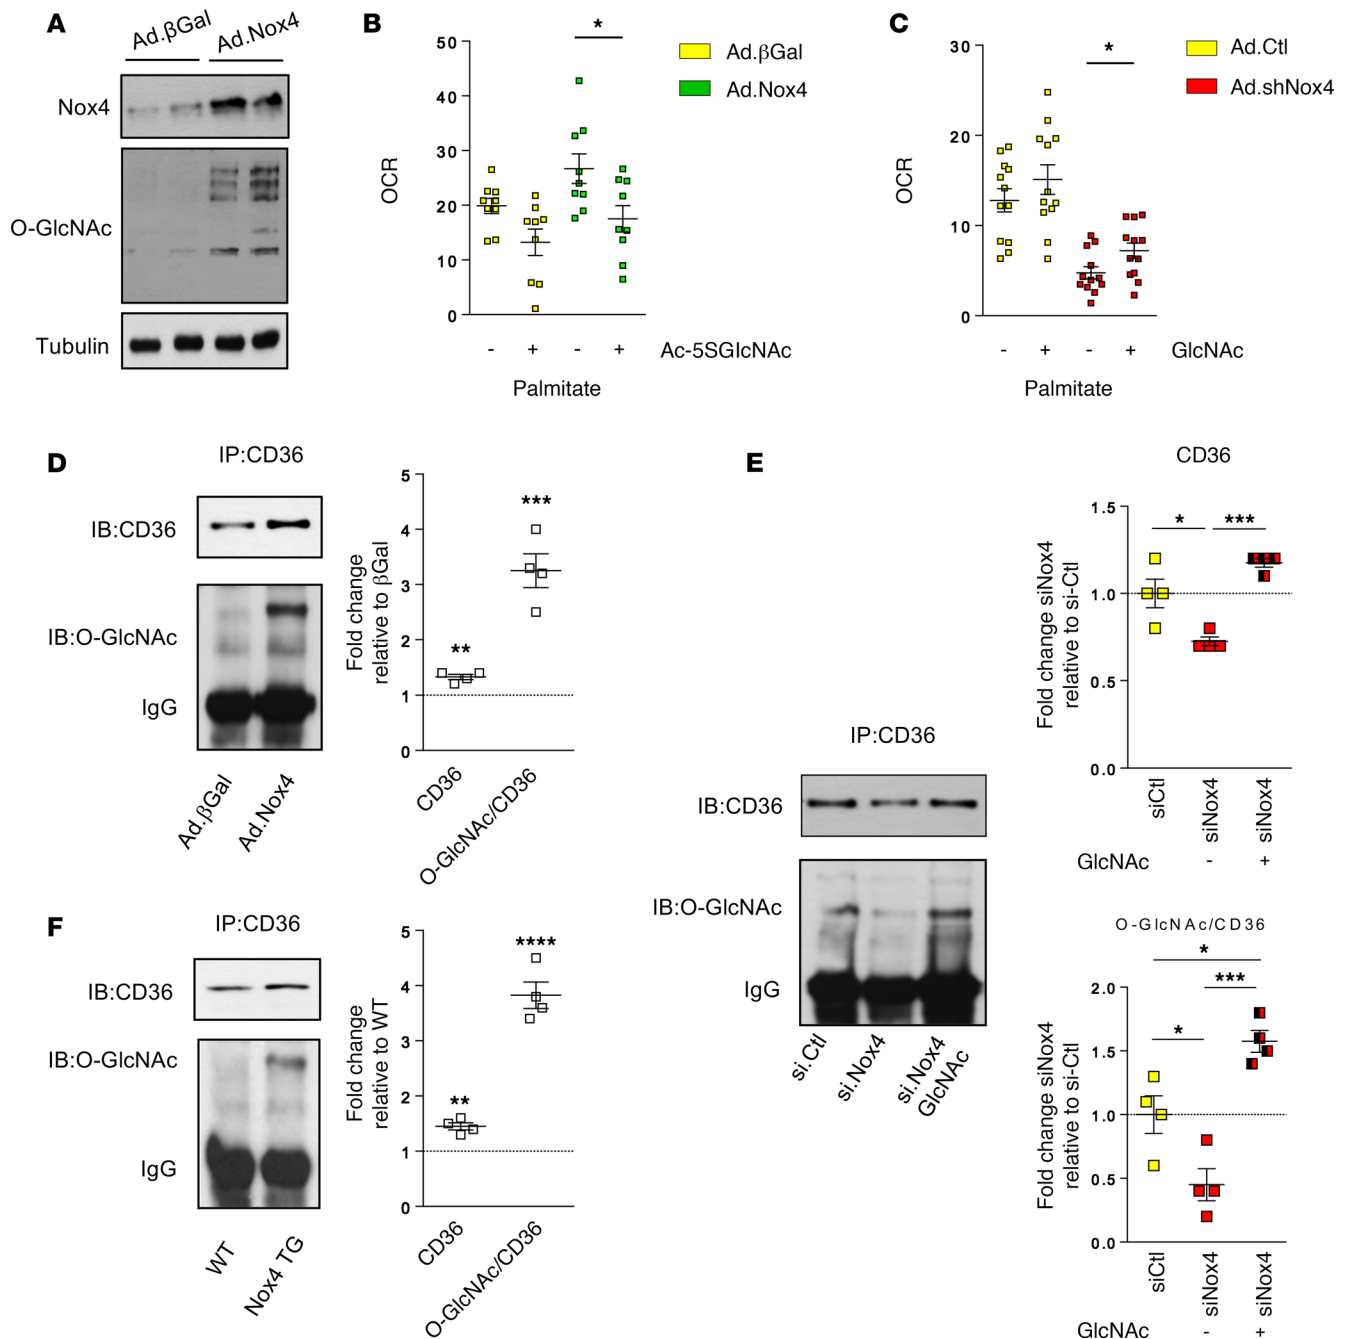 A
Ad.βGal
Ad.Nox4
Nox4
O-GlcNAc
Tubulin
B
*
50
40
30
20
10
0
OCR
- + - +
Ac-5SGlcNAc
Palmitate
Ad.βGal
Ad.Nox4
C
*
30
20
10
0
OCR
- + - +
GlcNAc
Palmitate
Ad.Ctl
Ad.shNox4
D
IP:CD36
IB:CD36
IB:O-GlcNAc
IgG
Ad.βGal
Ad.Nox4
Fold change
relative to βGal
5
4
3
2
1
0
**
***
CD36
O-GlcNAc/CD36
E
IP:CD36
IB:CD36
IB:O-GlcNAc
IgG
si.Ctl
si.Nox4
si.Nox4
GlcNAc
CD36
Fold change siNox4
relative to si-Ctl
1.5
1.0
0.5
0.0
*
***
siCtl
siNox4
siNox4
GlcNAc
- +
O-GlcNAc/CD36
Fold change siNox4
relative to si-Ctl
2.0
1.5
1.0
0.5
0.0
*
***
*
siCtl
siNox4
siNox4
GlcNAc
- +
F
IP:CD36
IB:CD36
IB:O-GlcNAc
IgG
WT
Nox4 TG
Fold change
relative to WT
5
4
3
2
1
0
**
****
CD36
O-GlcNAc/CD36